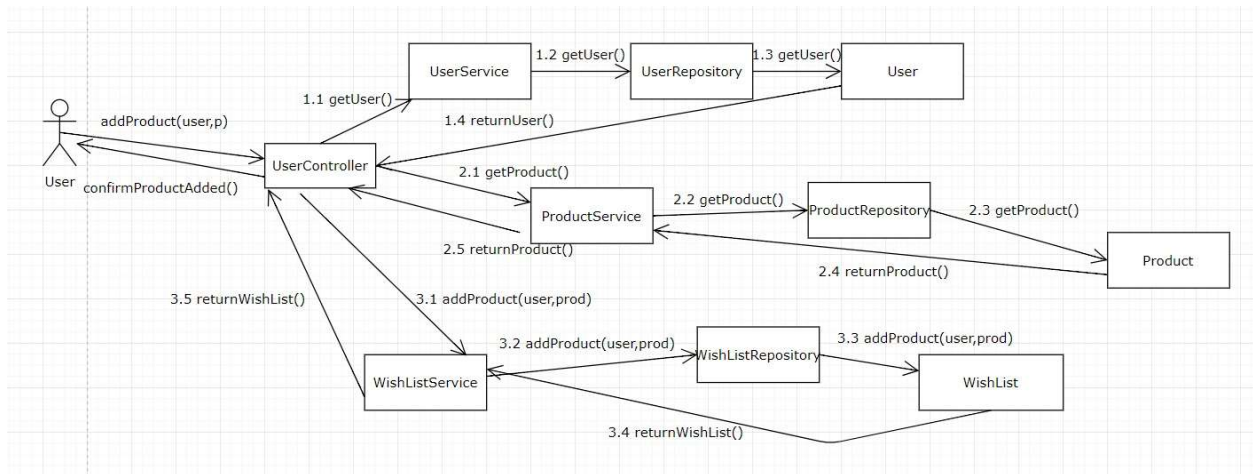 1.2 getUser()
1.3 getUser()
UserService
UserRepository
User
1.1 getUser()
addProduct(user,p)
1.4 returnUser()
User
UserController
confirmProductAdded()
2.1 getProduct()
2.2 getProduct()
ProductService
ProductRepository
2.3 getProduct()
2.5 returnProduct()
2.4 returnProduct()
Product
3.5 returnWishList()
3.1 addProduct(user,prod)
3.2 addProduct(user,prod)
3.3 addProduct(user,prod)
WishListRepository
WishListService
WishList
3.4 returnWishList()